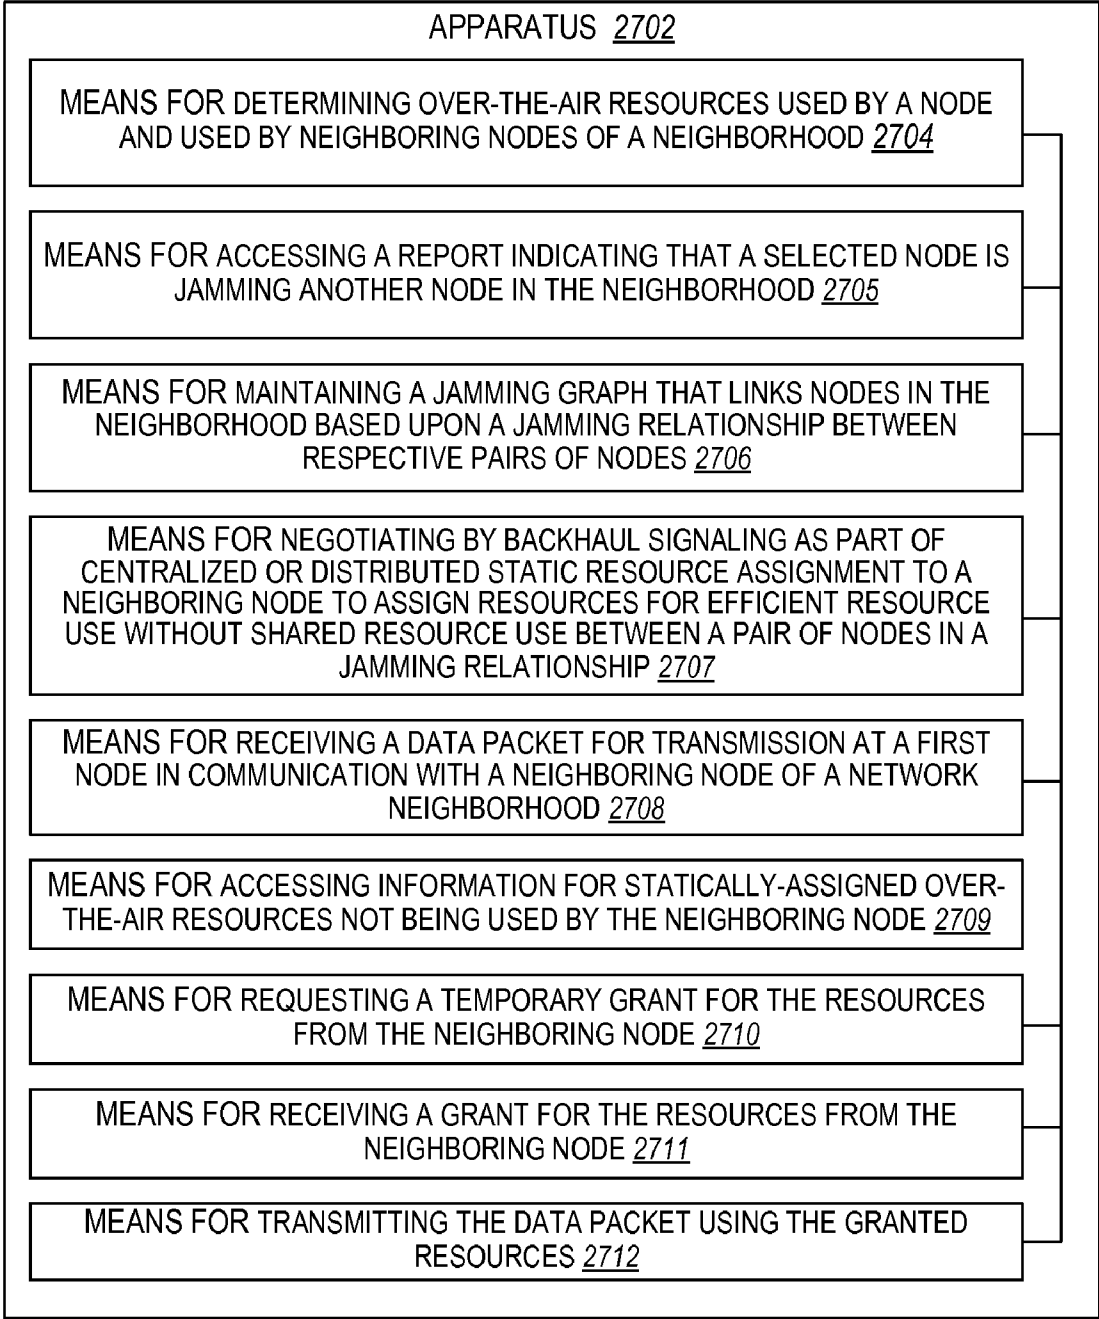 APPARATUS 2702
MEANS FOR DETERMINING OVER-THE-AIR RESOURCES USED BY A NODE
AND USED BY NEIGHBORING NODES OF A NEIGHBORHOOD 2704
MEANS FOR ACCESSING A REPORT INDICATING THAT A SELECTED NODE IS
JAMMING ANOTHER NODE IN THE NEIGHBORHOOD 2705
MEANS FOR MAINTAINING A JAMMING GRAPH THAT LINKS NODES IN THE
NEIGHBORHOOD BASED UPON A JAMMING RELATIONSHIP BETWEEN
RESPECTIVE PAIRS OF NODES 2706
MEANS FOR NEGOTIATING BY BACKHAUL SIGNALING AS PART OF
CENTRALIZED OR DISTRIBUTED STATIC RESOURCE ASSIGNMENT TO A
NEIGHBORING NODE TO ASSIGN RESOURCES FOR EFFICIENT RESOURCE
USE WITHOUT SHARED RESOURCE USE BETWEEN A PAIR OF NODES IN A
JAMMING RELATIONSHIP 2707
MEANS FOR RECEIVING A DATA PACKET FOR TRANSMISSION AT A FIRST
NODE IN COMMUNICATION WITH A NEIGHBORING NODE OF A NETWORK
NEIGHBORHOOD 2708
MEANS FOR ACCESSING INFORMATION FOR STATICALLY-ASSIGNED OVER-
THE-AIR RESOURCES NOT BEING USED BY THE NEIGHBORING NODE 2709
MEANS FOR REQUESTING A TEMPORARY GRANT FOR THE RESOURCES
FROM THE NEIGHBORING NODE 2710
MEANS FOR RECEIVING A GRANT FOR THE RESOURCES FROM THE
NEIGHBORING NODE 2711
MEANS FOR TRANSMITTING THE DATA PACKET USING THE GRANTED
RESOURCES 2712